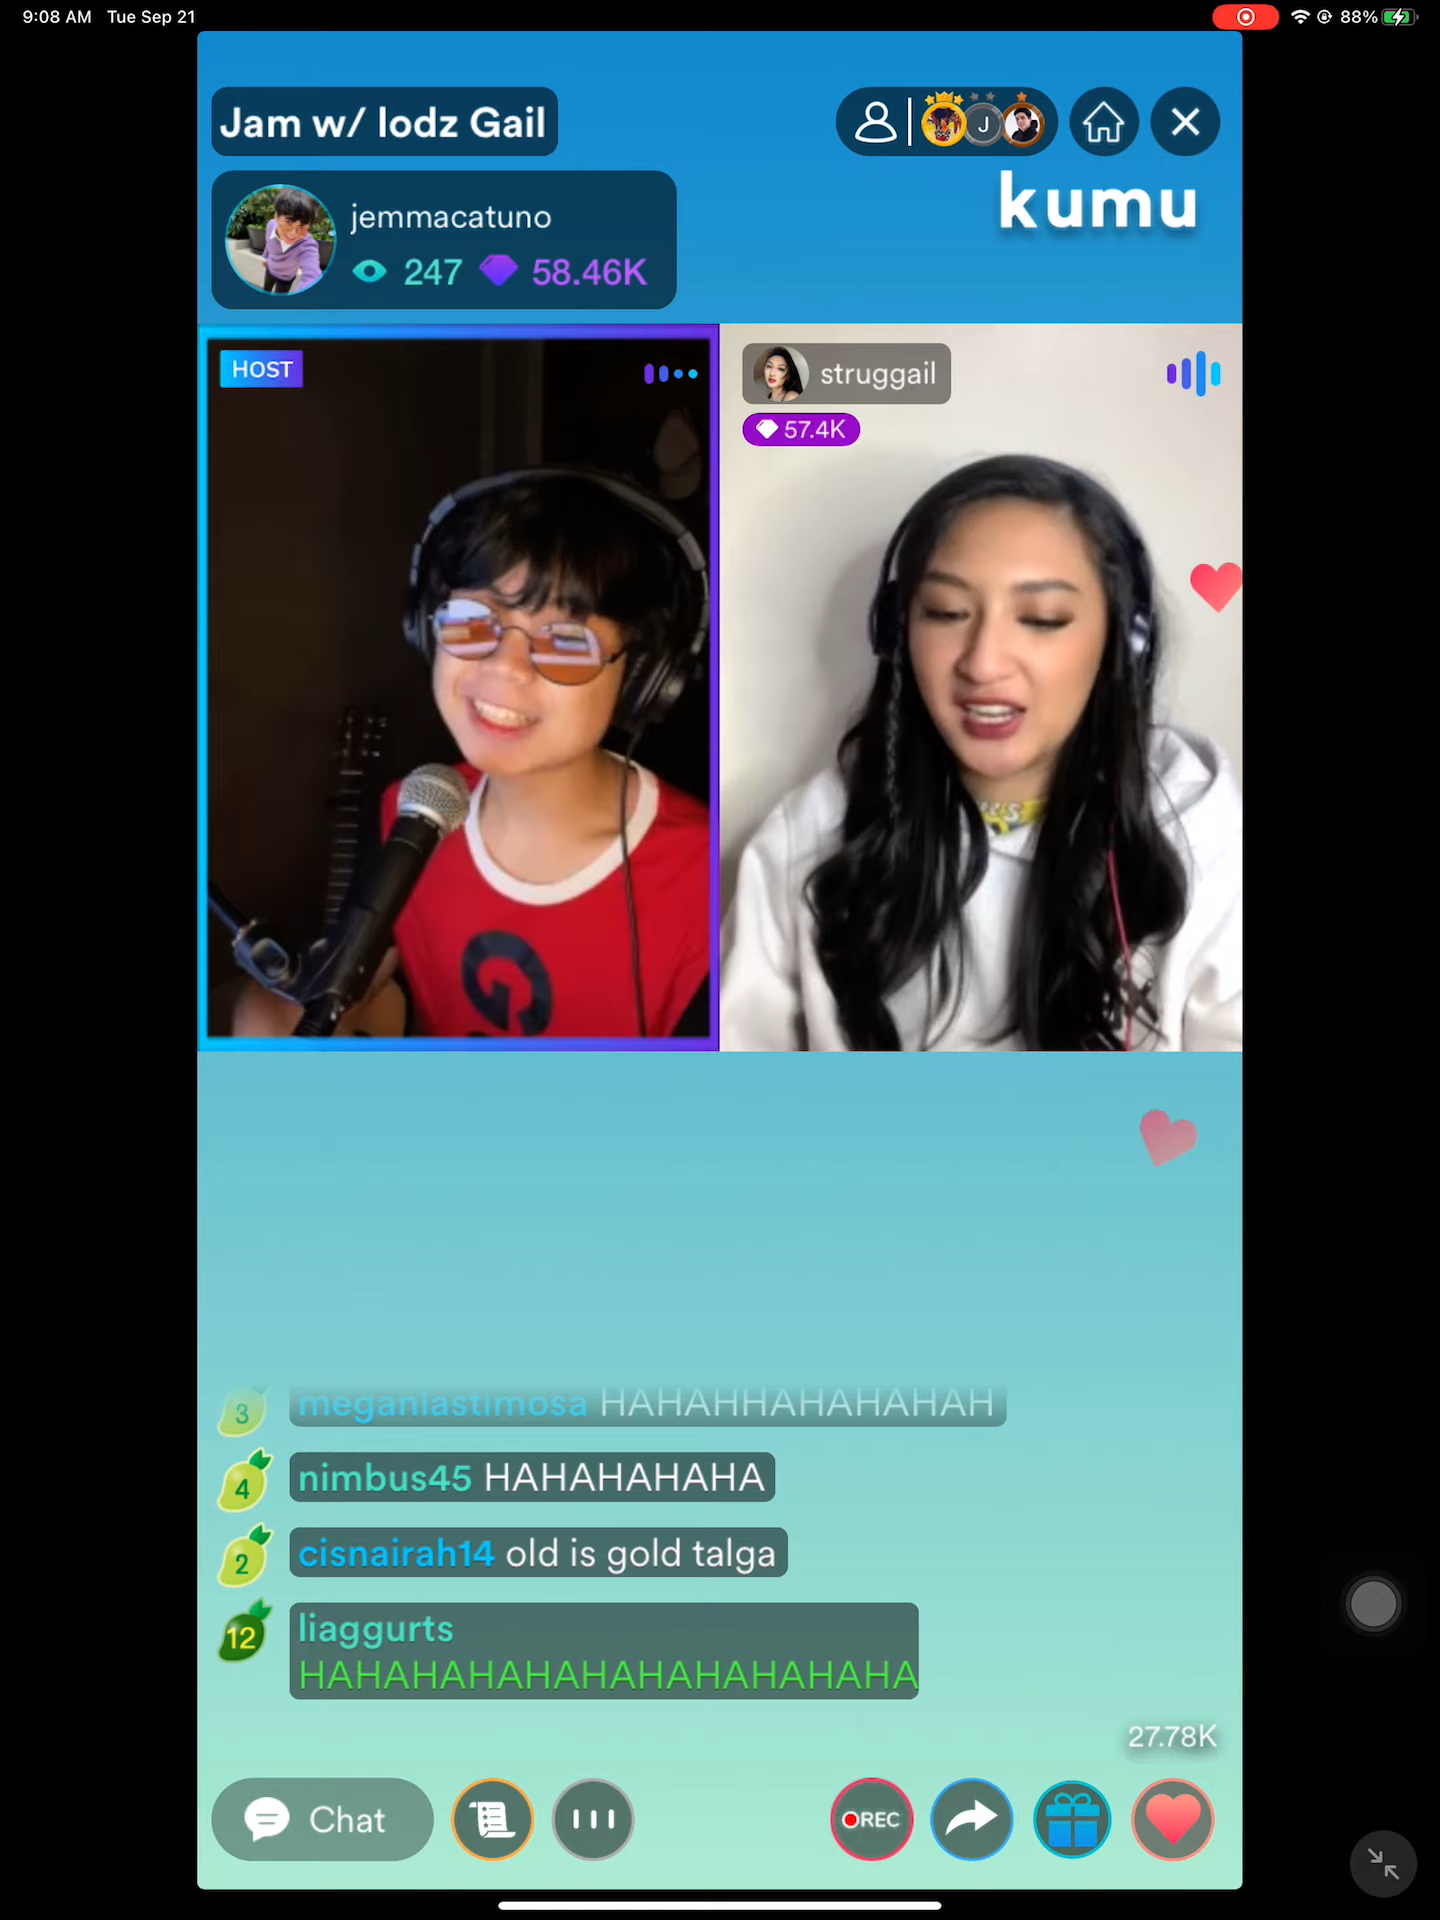 9:08 AM Tue Sep 21
88%
Jam w/ lodz Gail
J
kumu
jemmacatuno
247 58.46K
HOST
struggail
57.4K
G
3 meganlastimosa HAHAHHAHAHAHAH
4 nimbus45 HAHAHAHAHA
2 cisnairah14 old is gold talga
12 liaggurts
HAHAHAHAHAHAHAHAHAHAHA
27.78K
Chat
REC